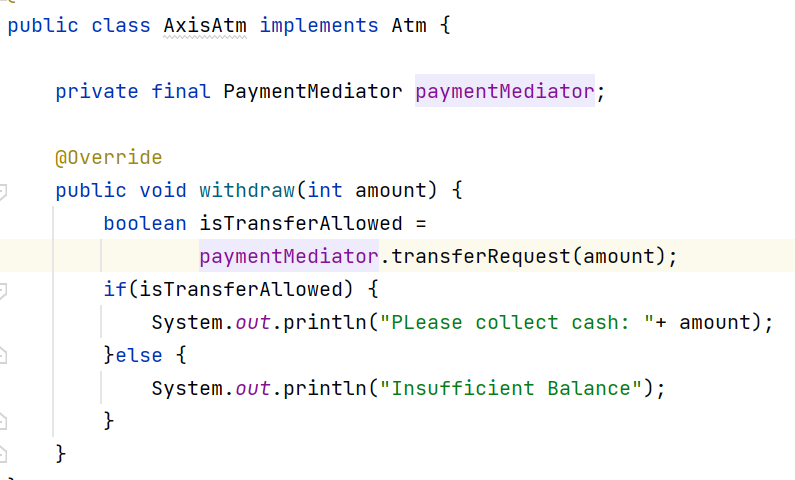 public class AxisAtm implements Atm {
private final PaymentMediator paymentMediator;
@Override
public void withdraw(int amount) {
boolean isTransferAllowed =
paymentMediator.transferRequest(amount);
if(isTransferAllowed) {
System.out.println("PLease collect cash: "+ amount);
}else {
System.out.println("Insufficient Balance");
}
}